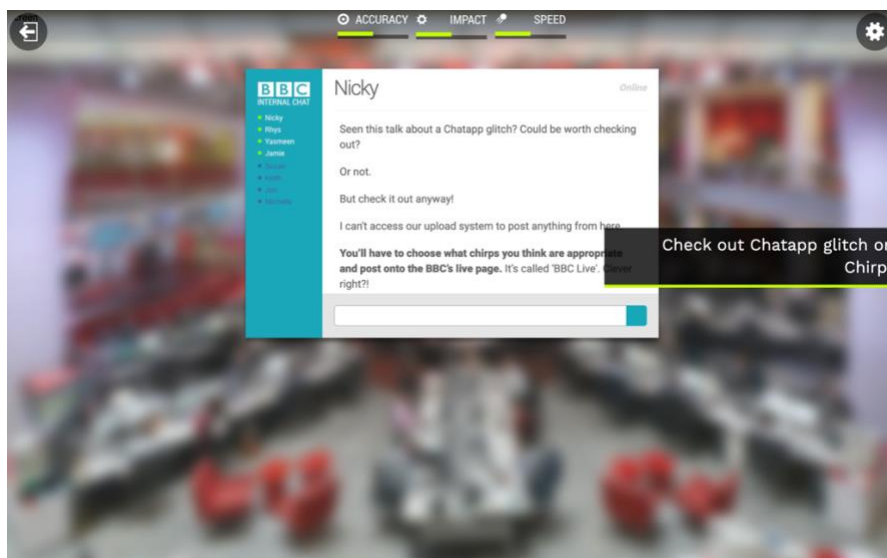 ACCURACY IMPACT SPEED
BBC
INTERNAL CHAT
Nicky
Rhys
Yasmeen
Jamie
Michelle
Nicky
Online
Seen this talk about a Chatapp glitch? Could be worth checking
out?
Or not.
But check it out anyway!
I can't access our upload system to post anything from here.
You'll have to choose what chirps you think are appropriate
and post onto the BBC's live page. It's called 'BBC Live'. Clever
right?!
Check out Chatapp glitch on
Chirp